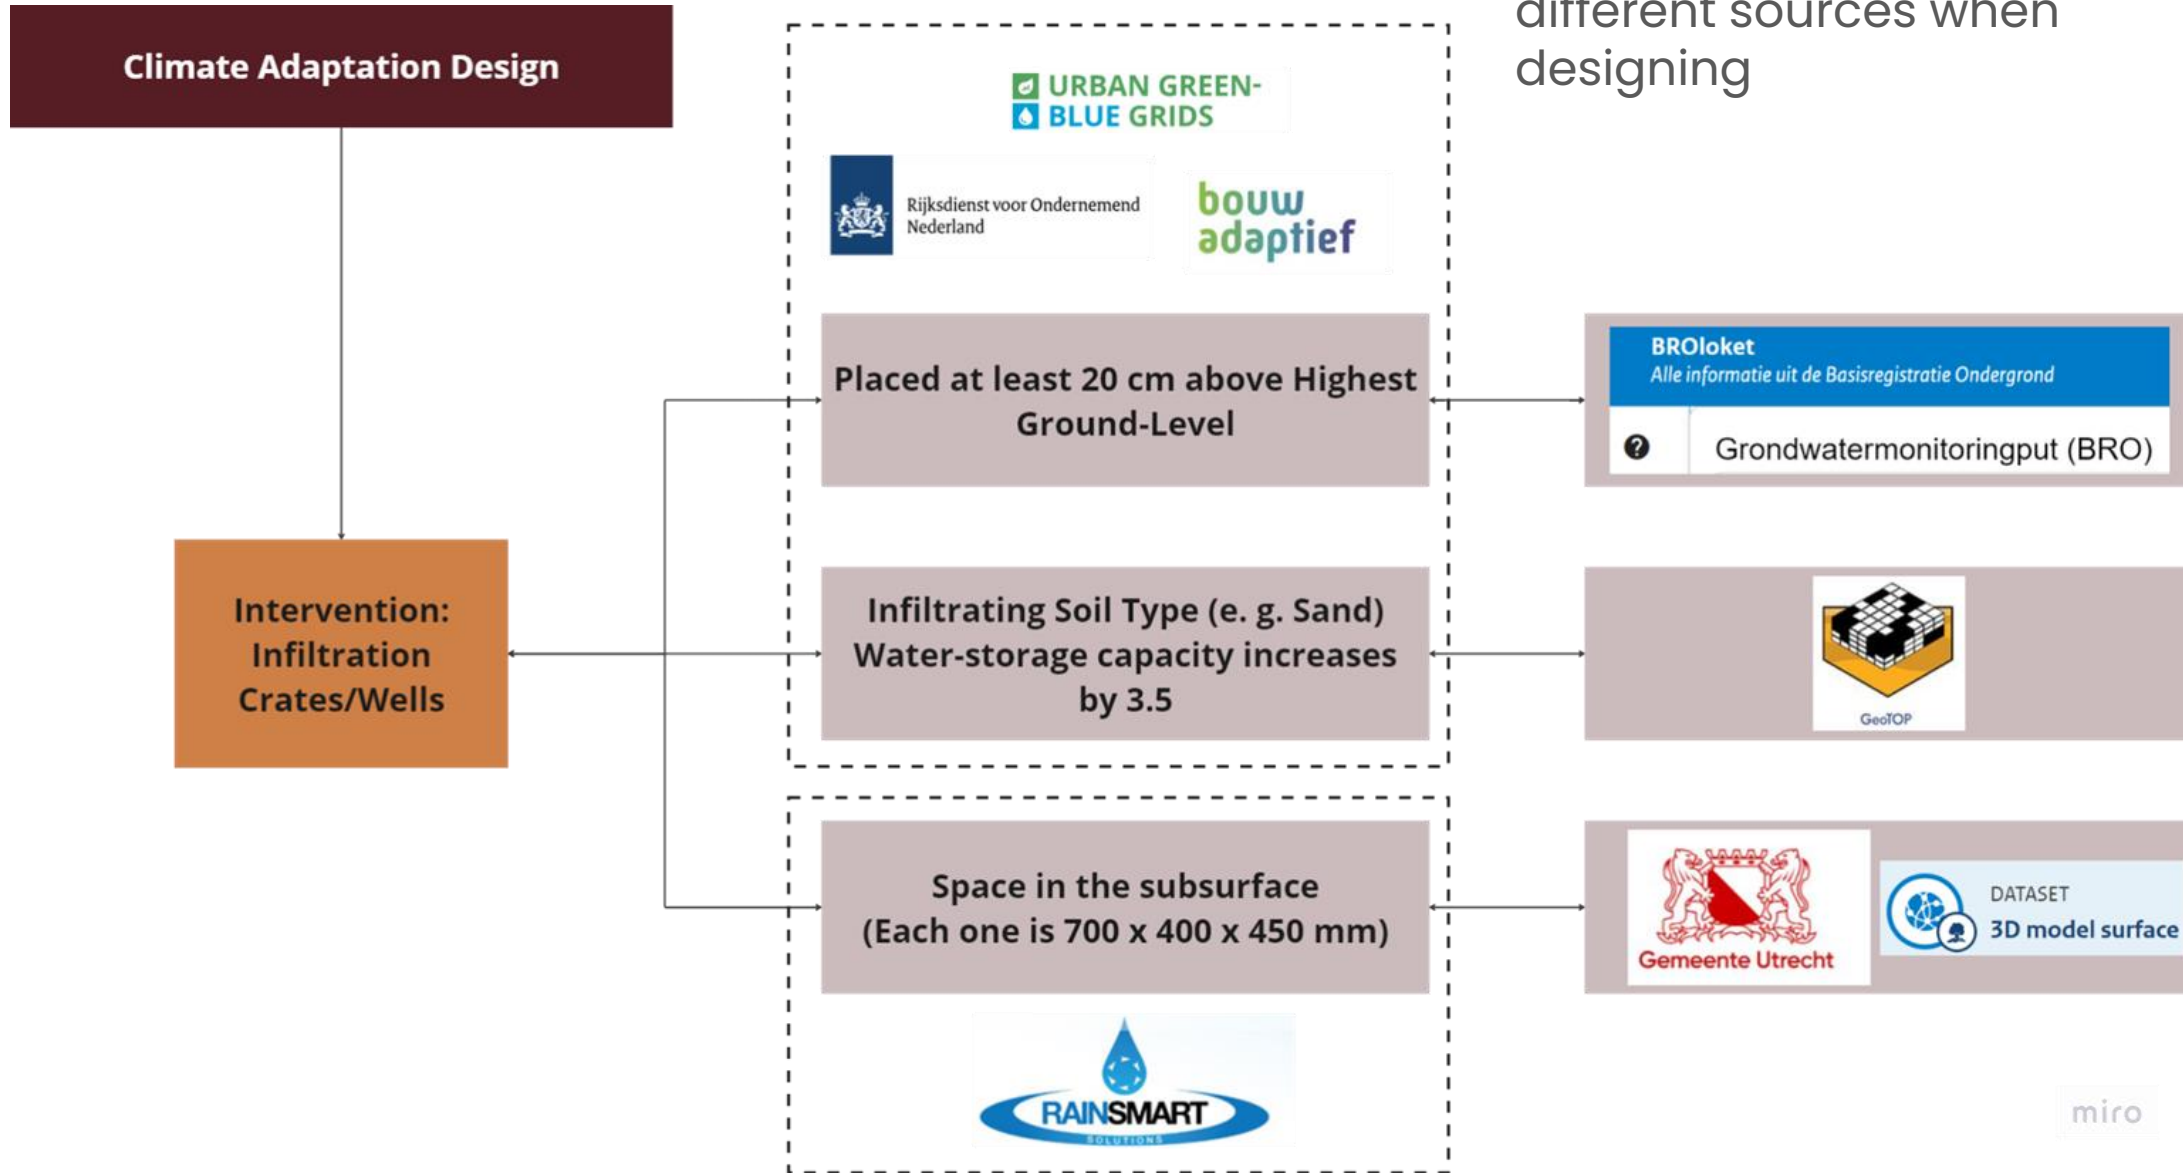 different sources when
designing
Climate Adaptation Design
URBAN GREEN-
BLUE GRIDS
Rijksdienst voor Ondernemend
Nederland
bouw
adaptief
Placed at least 20 cm above Highest
Ground-Level
BROloket
Alle informatie uit de Basisregistratie Ondergrond
? Grondwatermonitoringput (BRO)
Intervention:
Infiltration
Crates/Wells
Infiltrating Soil Type (e. g. Sand)
Water-storage capacity increases
by 3.5
GeoTOP
Space in the subsurface
(Each one is 700 x 400 x 450 mm)
Gemeente Utrecht
DATASET
3D model surface
RAINSMART
SOLUTIONS
miro